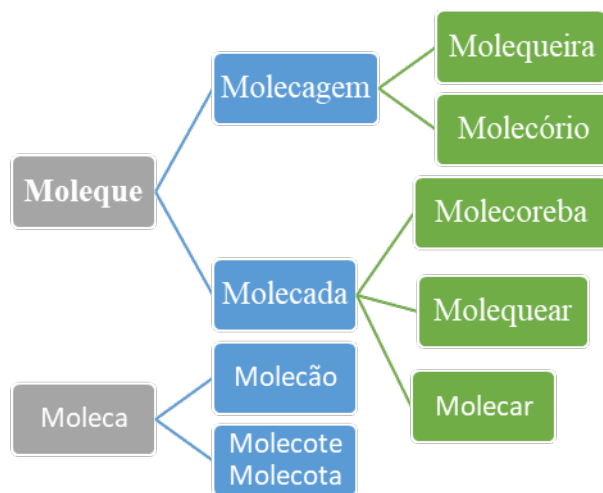 Moleque
Molecagem
Molequeira
Molecório
Molecada
Molecoreba
Molequear
Molecar
Moleca
Molecão
Molecote
Molecota